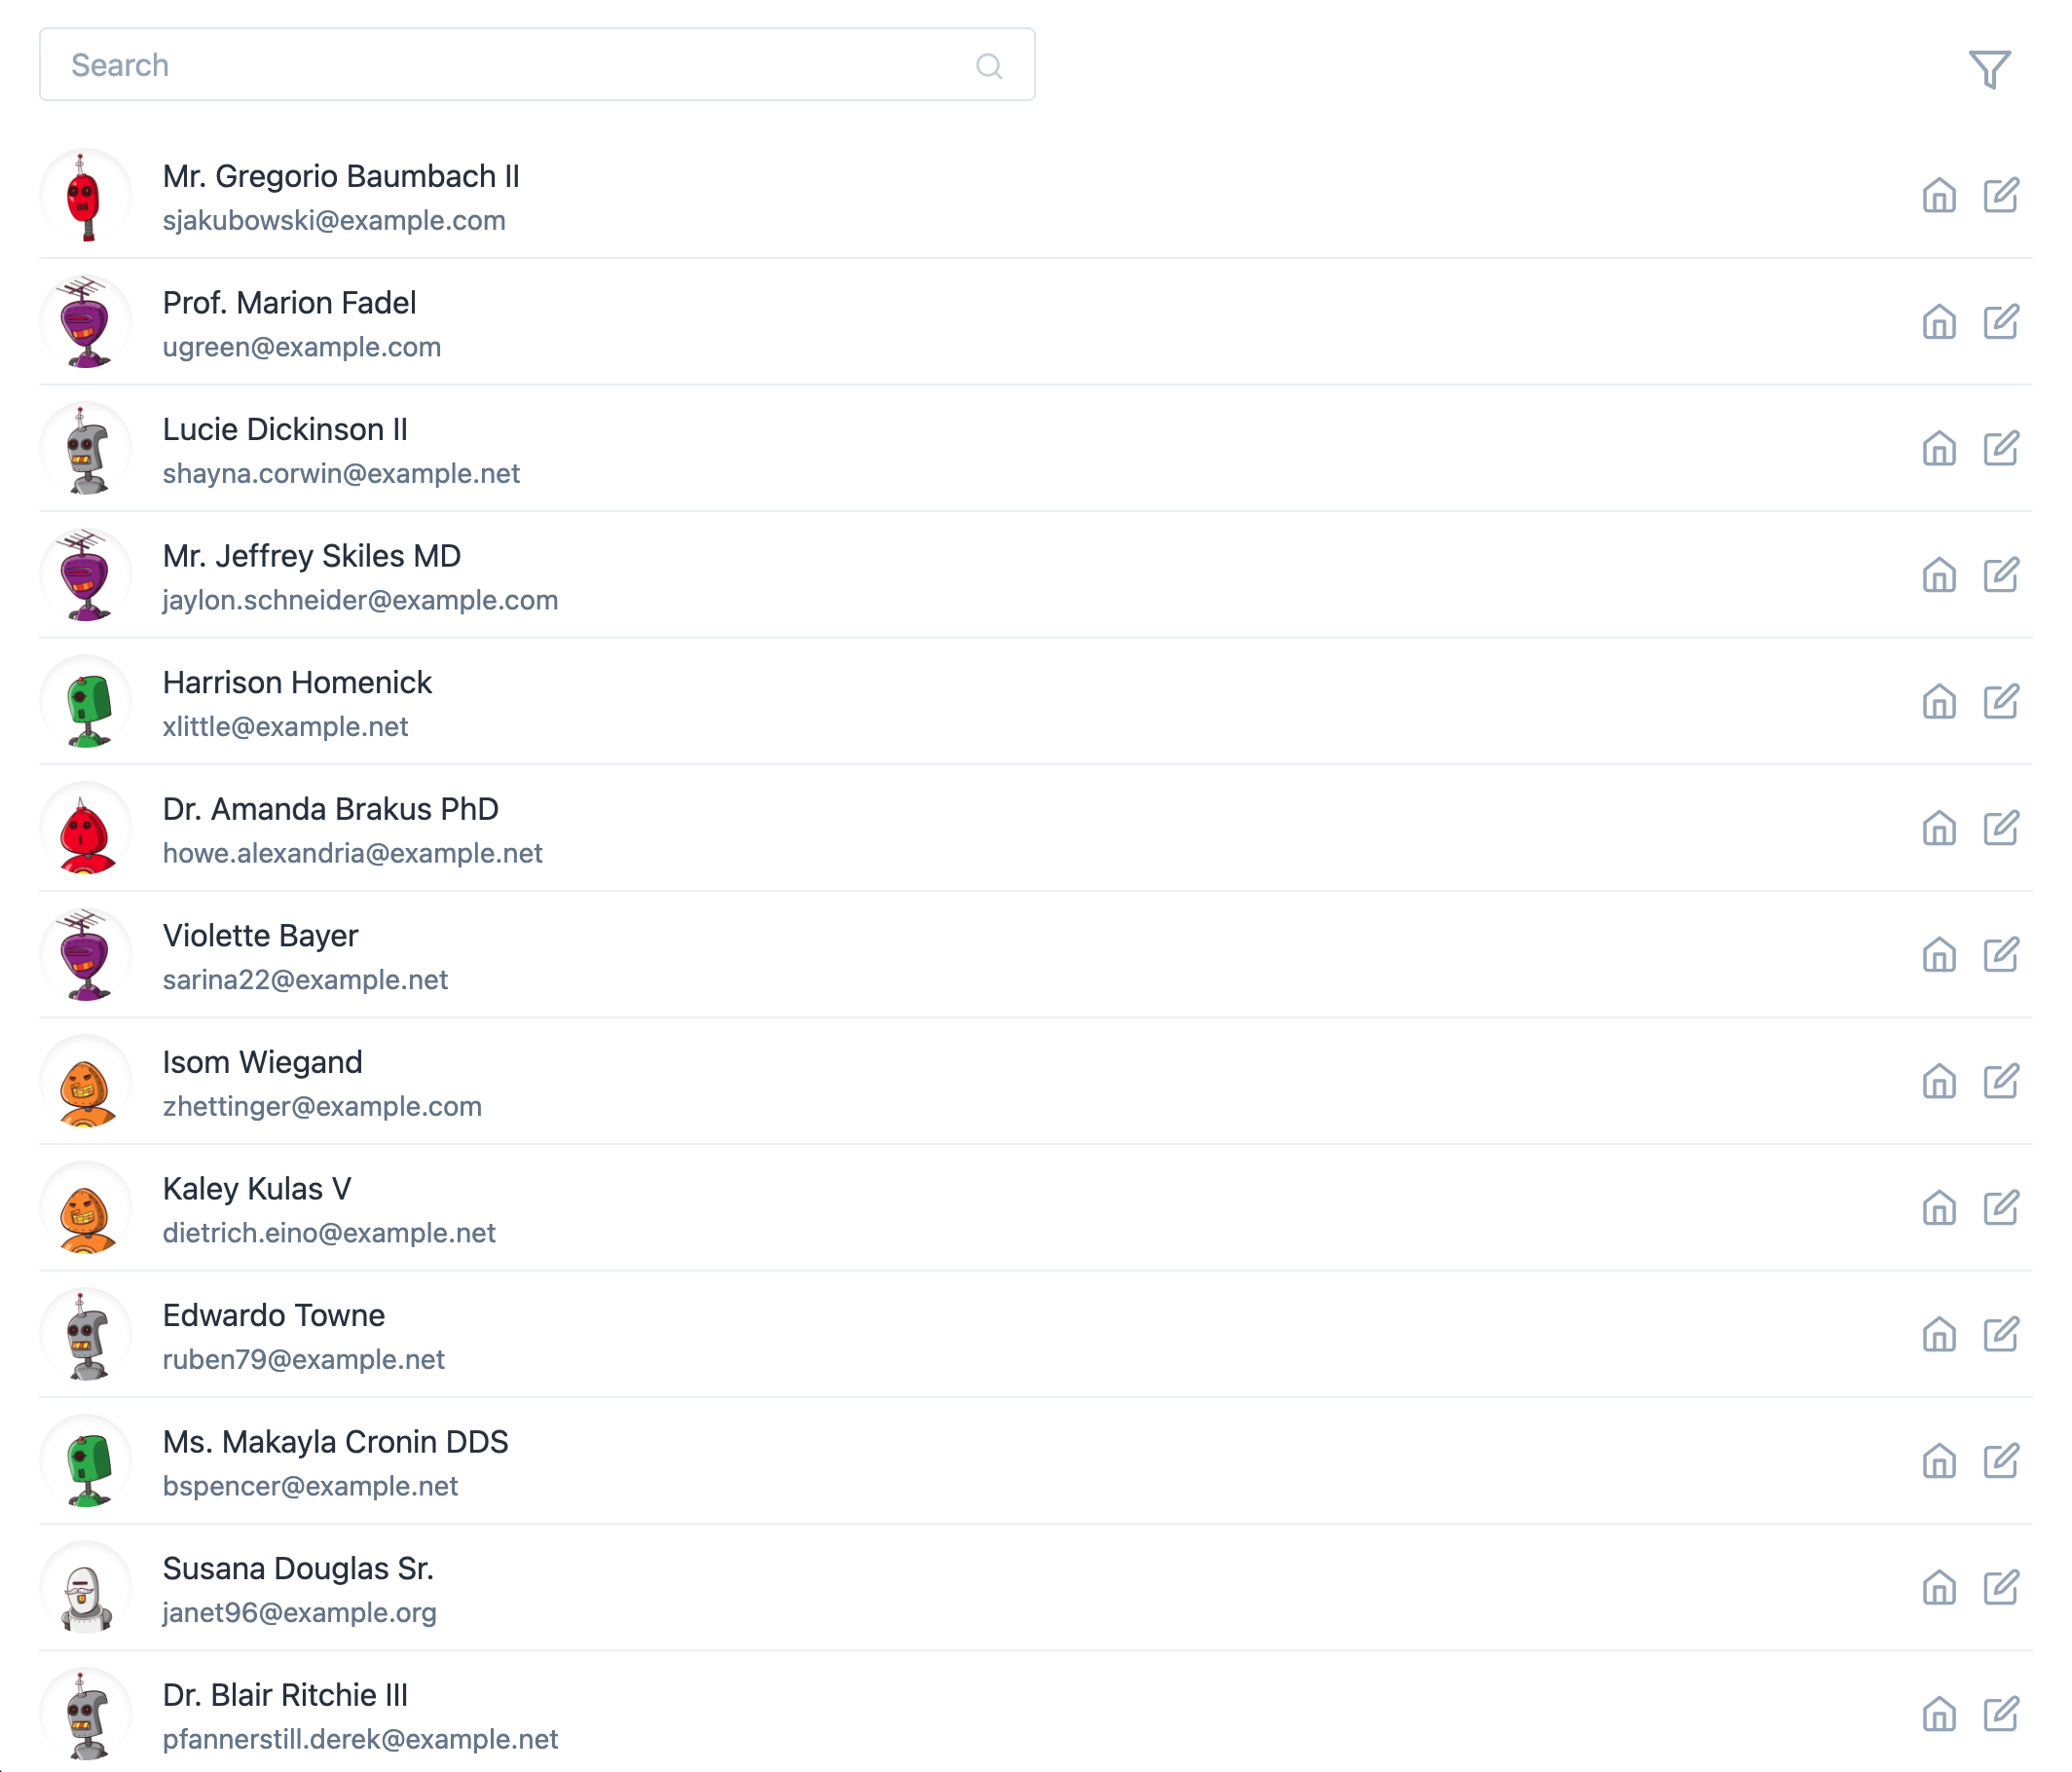 Search
Mr. Gregorio Baumbach II
sjakubowski@example.com
Prof. Marion Fadel
ugreen@example.com
Lucie Dickinson II
shayna.corwin@example.net
Mr. Jeffrey Skiles MD
jaylon.schneider@example.com
Harrison Homenick
xlittle@example.net
Dr. Amanda Brakus PhD
howe.alexandria@example.net
Violette Bayer
sarina22@example.net
Isom Wiegand
zhettinger@example.com
Kaley Kulas V
dietrich.eino@example.net
Edwardo Towne
ruben79@example.net
Ms. Makayla Cronin DDS
bspencer@example.net
Susana Douglas Sr.
janet96@example.org
Dr. Blair Ritchie III
pfannerstill.derek@example.net